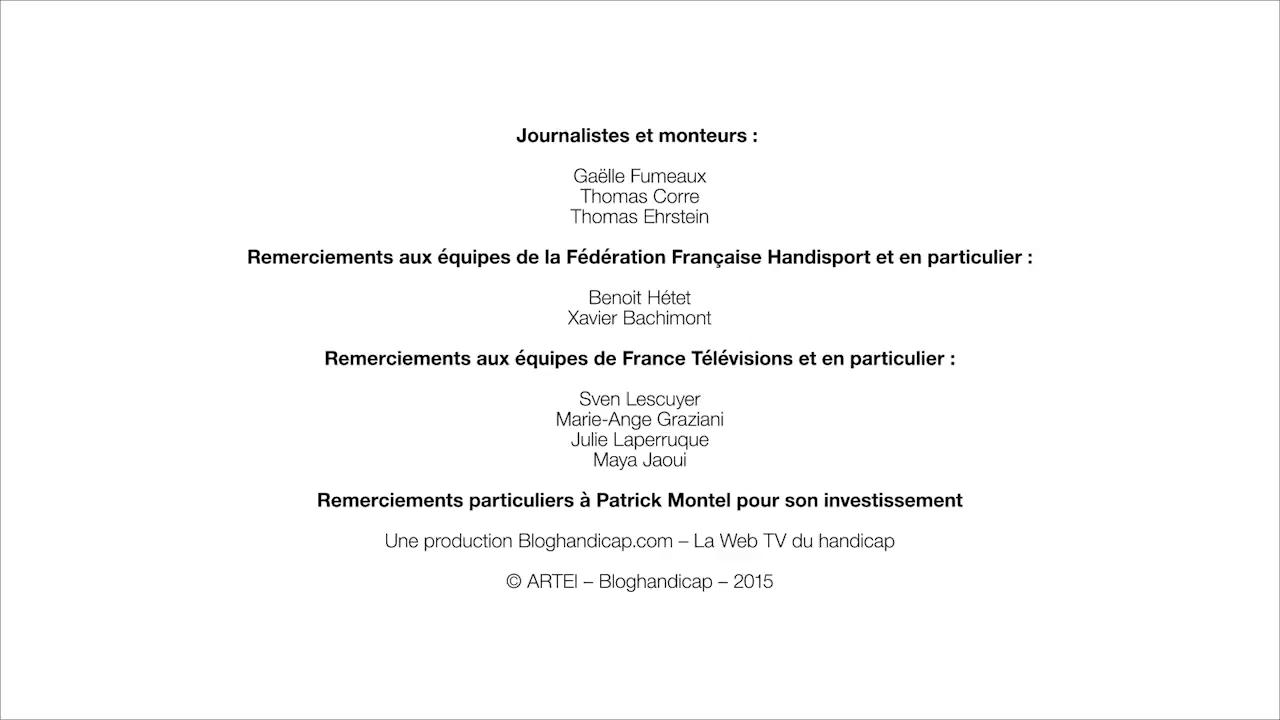 Journalistes et monteurs :
Gaëlle Fumeaux
Thomas Corre
Thomas Ehrstein
Remerciements aux équipes de la Fédération Française Handisport et en particulier :
Benoit Hétet
Xavier Bachimont
Remerciements aux équipes de France Télévisions et en particulier :
Sven Lescuyer
Marie-Ange Graziani
Julie Laperruque
Maya Jaoui
Remerciements particuliers à Patrick Montel pour son investissement
Une production Bloghandicap.com – La Web TV du handicap
© ARTEI – Bloghandicap – 2015